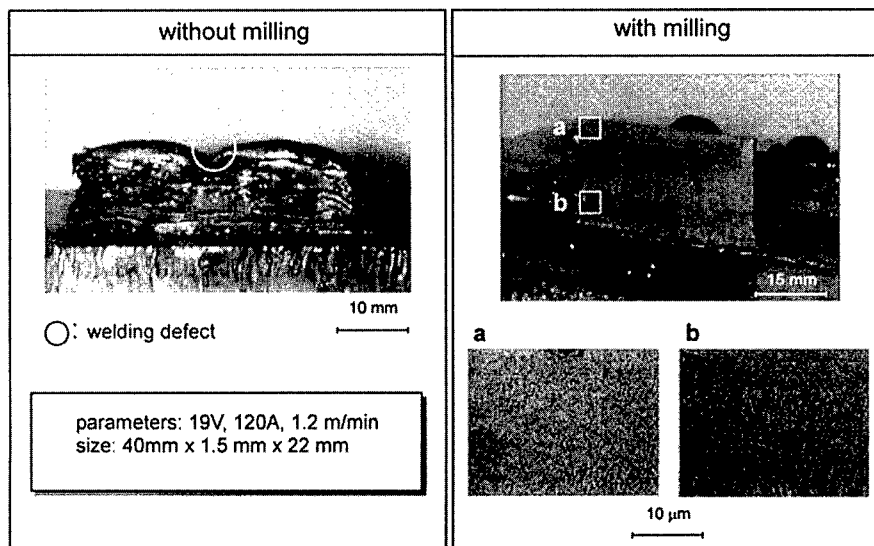 without milling
10 mm
: welding defect
parameters: 19V, 120A, 1.2 m/min
size: 40mm x 1.5 mm x 22 mm
with milling
a
b
15 mm
a
b
10 μm